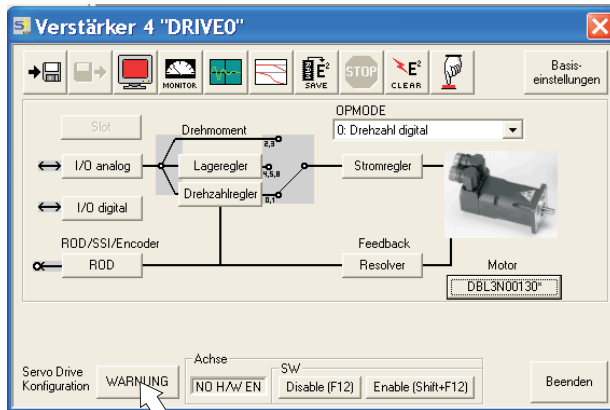 S Verstärker 4 "DRIVE0"
MONITOR
E²
SAVE
STOP
E²
CLEAR
Basis-
einstellungen
OPMODE
0: Drehzahl digital
Slot
Drehmoment
2,3
I/O analog
Lageregler
4,5,8
Stromregler
Drehzahlregler
0,1
I/O digital
ROD/SSI/Encoder
ROD
Feedback
Resolver
Motor
DBL3N00130*
Servo Drive
Konfiguration
WARNUNG
Achse
NO H/W EN
SW
Disable (F12)
Enable (Shift+F12)
Beenden